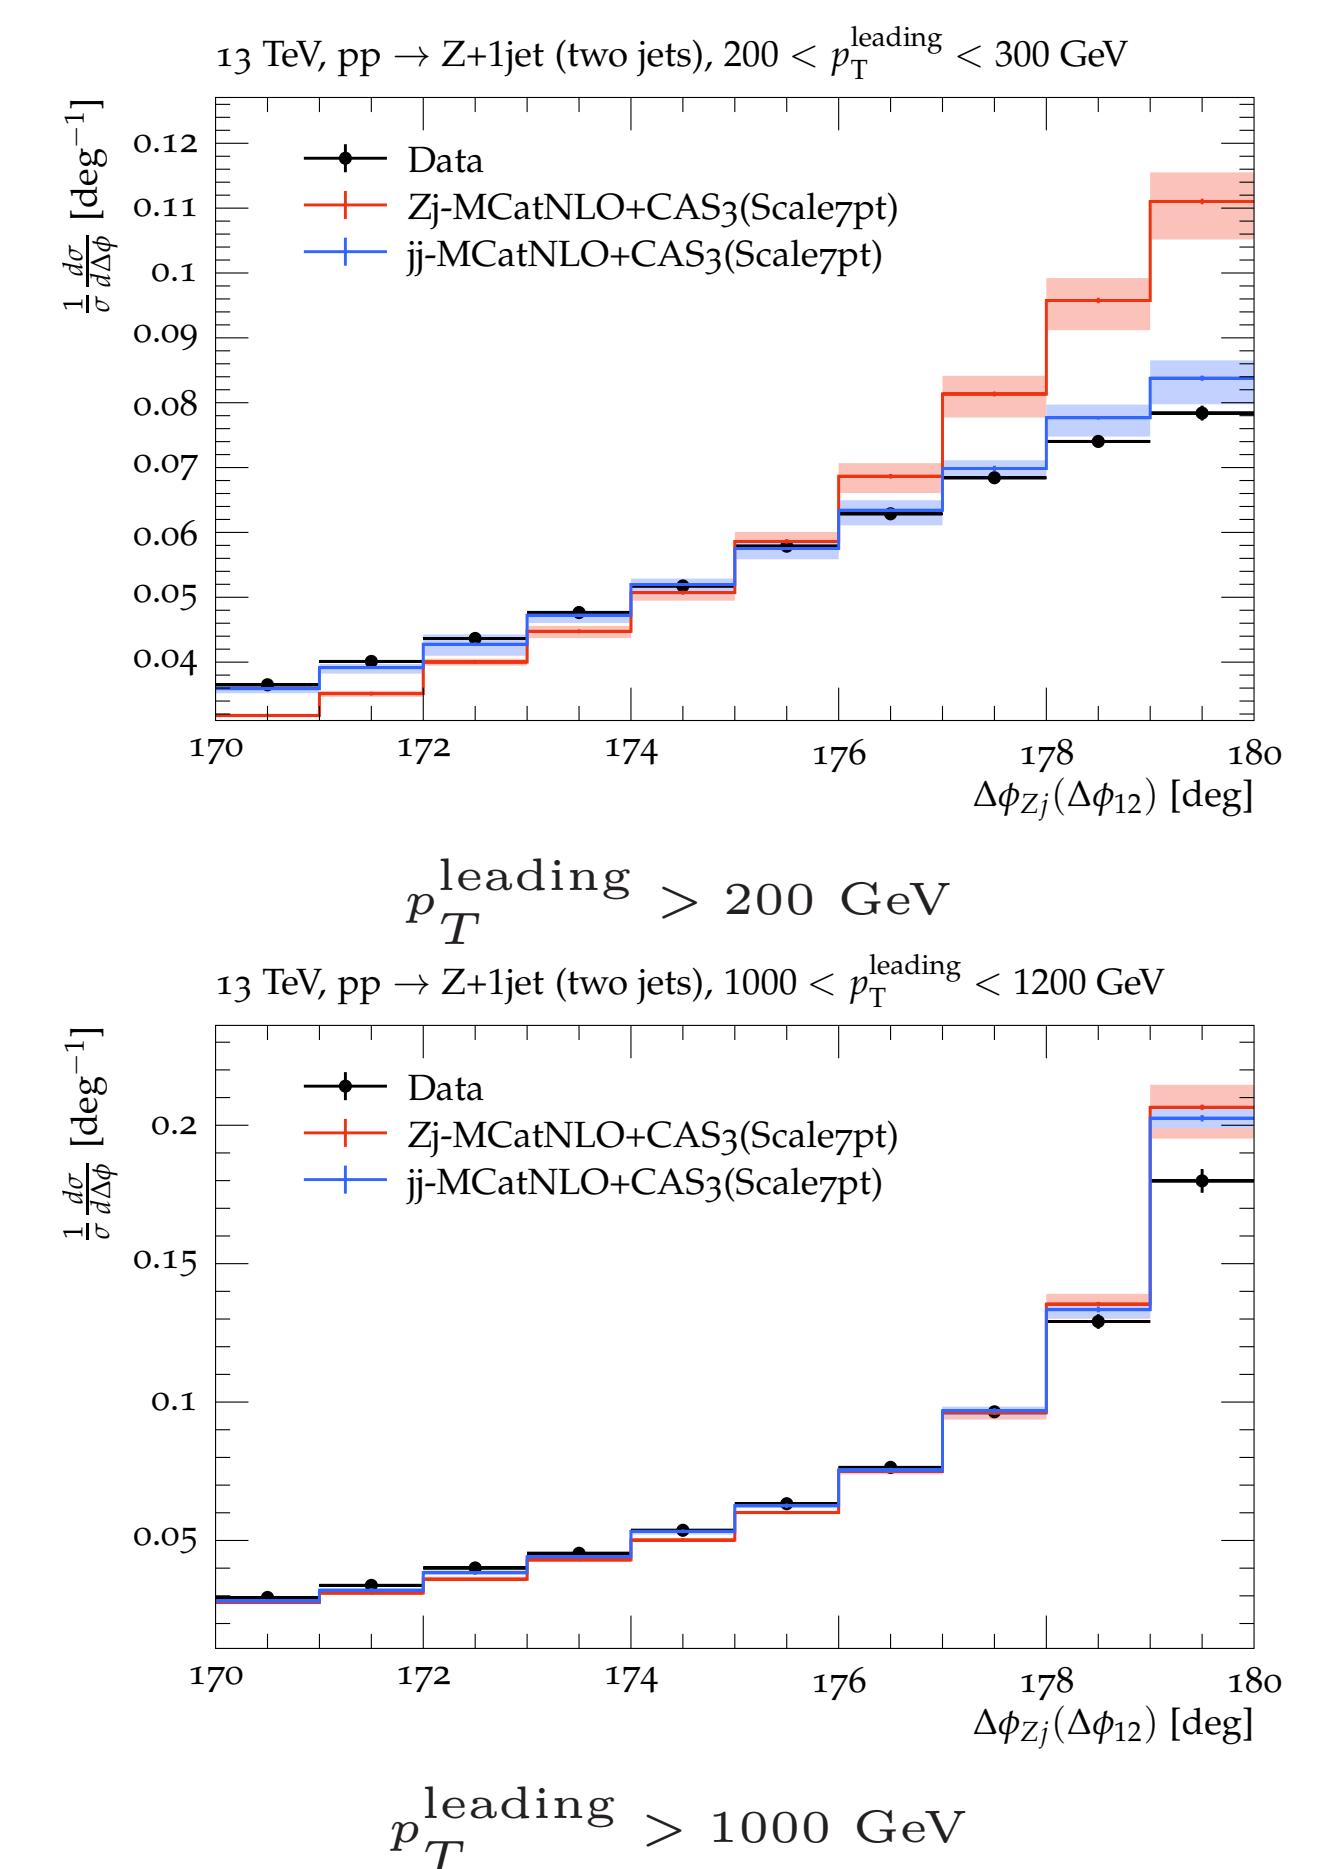 13 TeV, pp → Z+1jet (two jets), 200 < p_T^leading < 300 GeV
1/σ dσ/dΔϕ [deg⁻¹]
0.12
0.11
0.1
0.09
0.08
0.07
0.06
0.05
0.04
Data
Zj-MCatNLO+CAS3(Scale7pt)
jj-MCatNLO+CAS3(Scale7pt)
170 172 174 176 178 180
Δϕ_Zj(Δϕ_12) [deg]
p_T^leading > 200 GeV
13 TeV, pp → Z+1jet (two jets), 1000 < p_T^leading < 1200 GeV
1/σ dσ/dΔϕ [deg⁻¹]
0.2
0.15
0.1
0.05
Data
Zj-MCatNLO+CAS3(Scale7pt)
jj-MCatNLO+CAS3(Scale7pt)
170 172 174 176 178 180
Δϕ_Zj(Δϕ_12) [deg]
p_T^leading > 1000 GeV